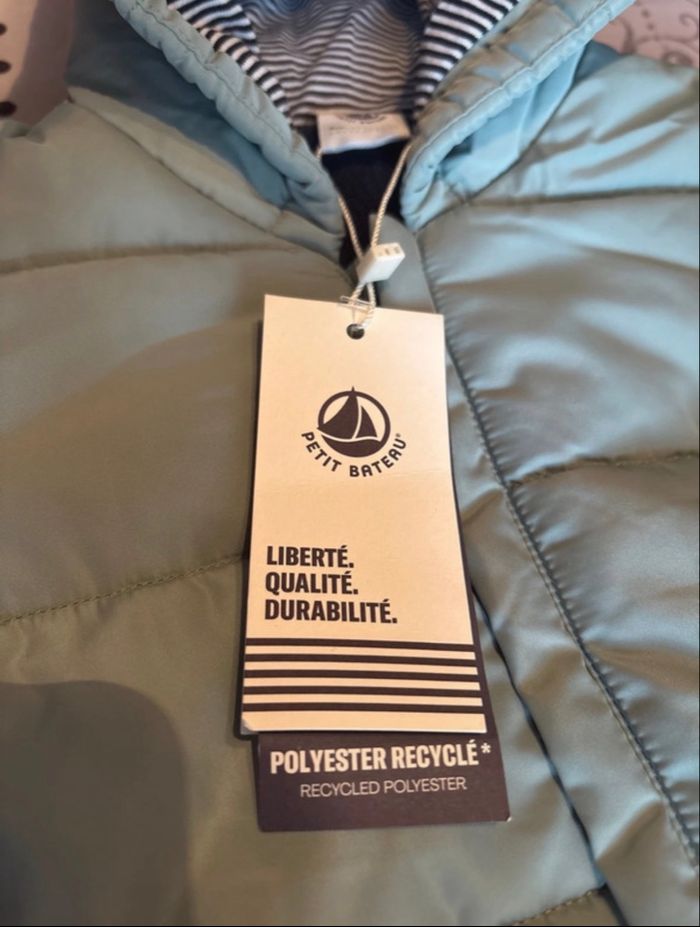 PETIT BATEAU®
LIBERTÉ.
QUALITÉ.
DURABILITÉ.
POLYESTER RECYCLÉ*
RECYCLED POLYESTER